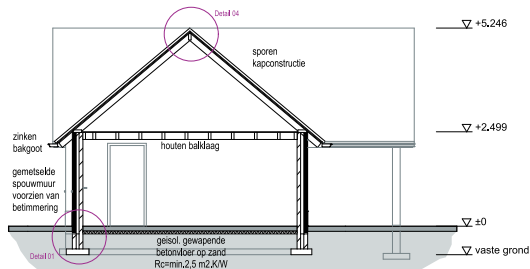 Detail 04
+5.246
sporen
kapconstructie
+2.499
zinken
bakgoot
houten balklaag
gemetselde
spouwmuur
voorzien van
betimmering
±0
Detail 01
geisol. gewapende
betonvloer op zand
Rc=min,2,5 m2.K/W
vaste grond